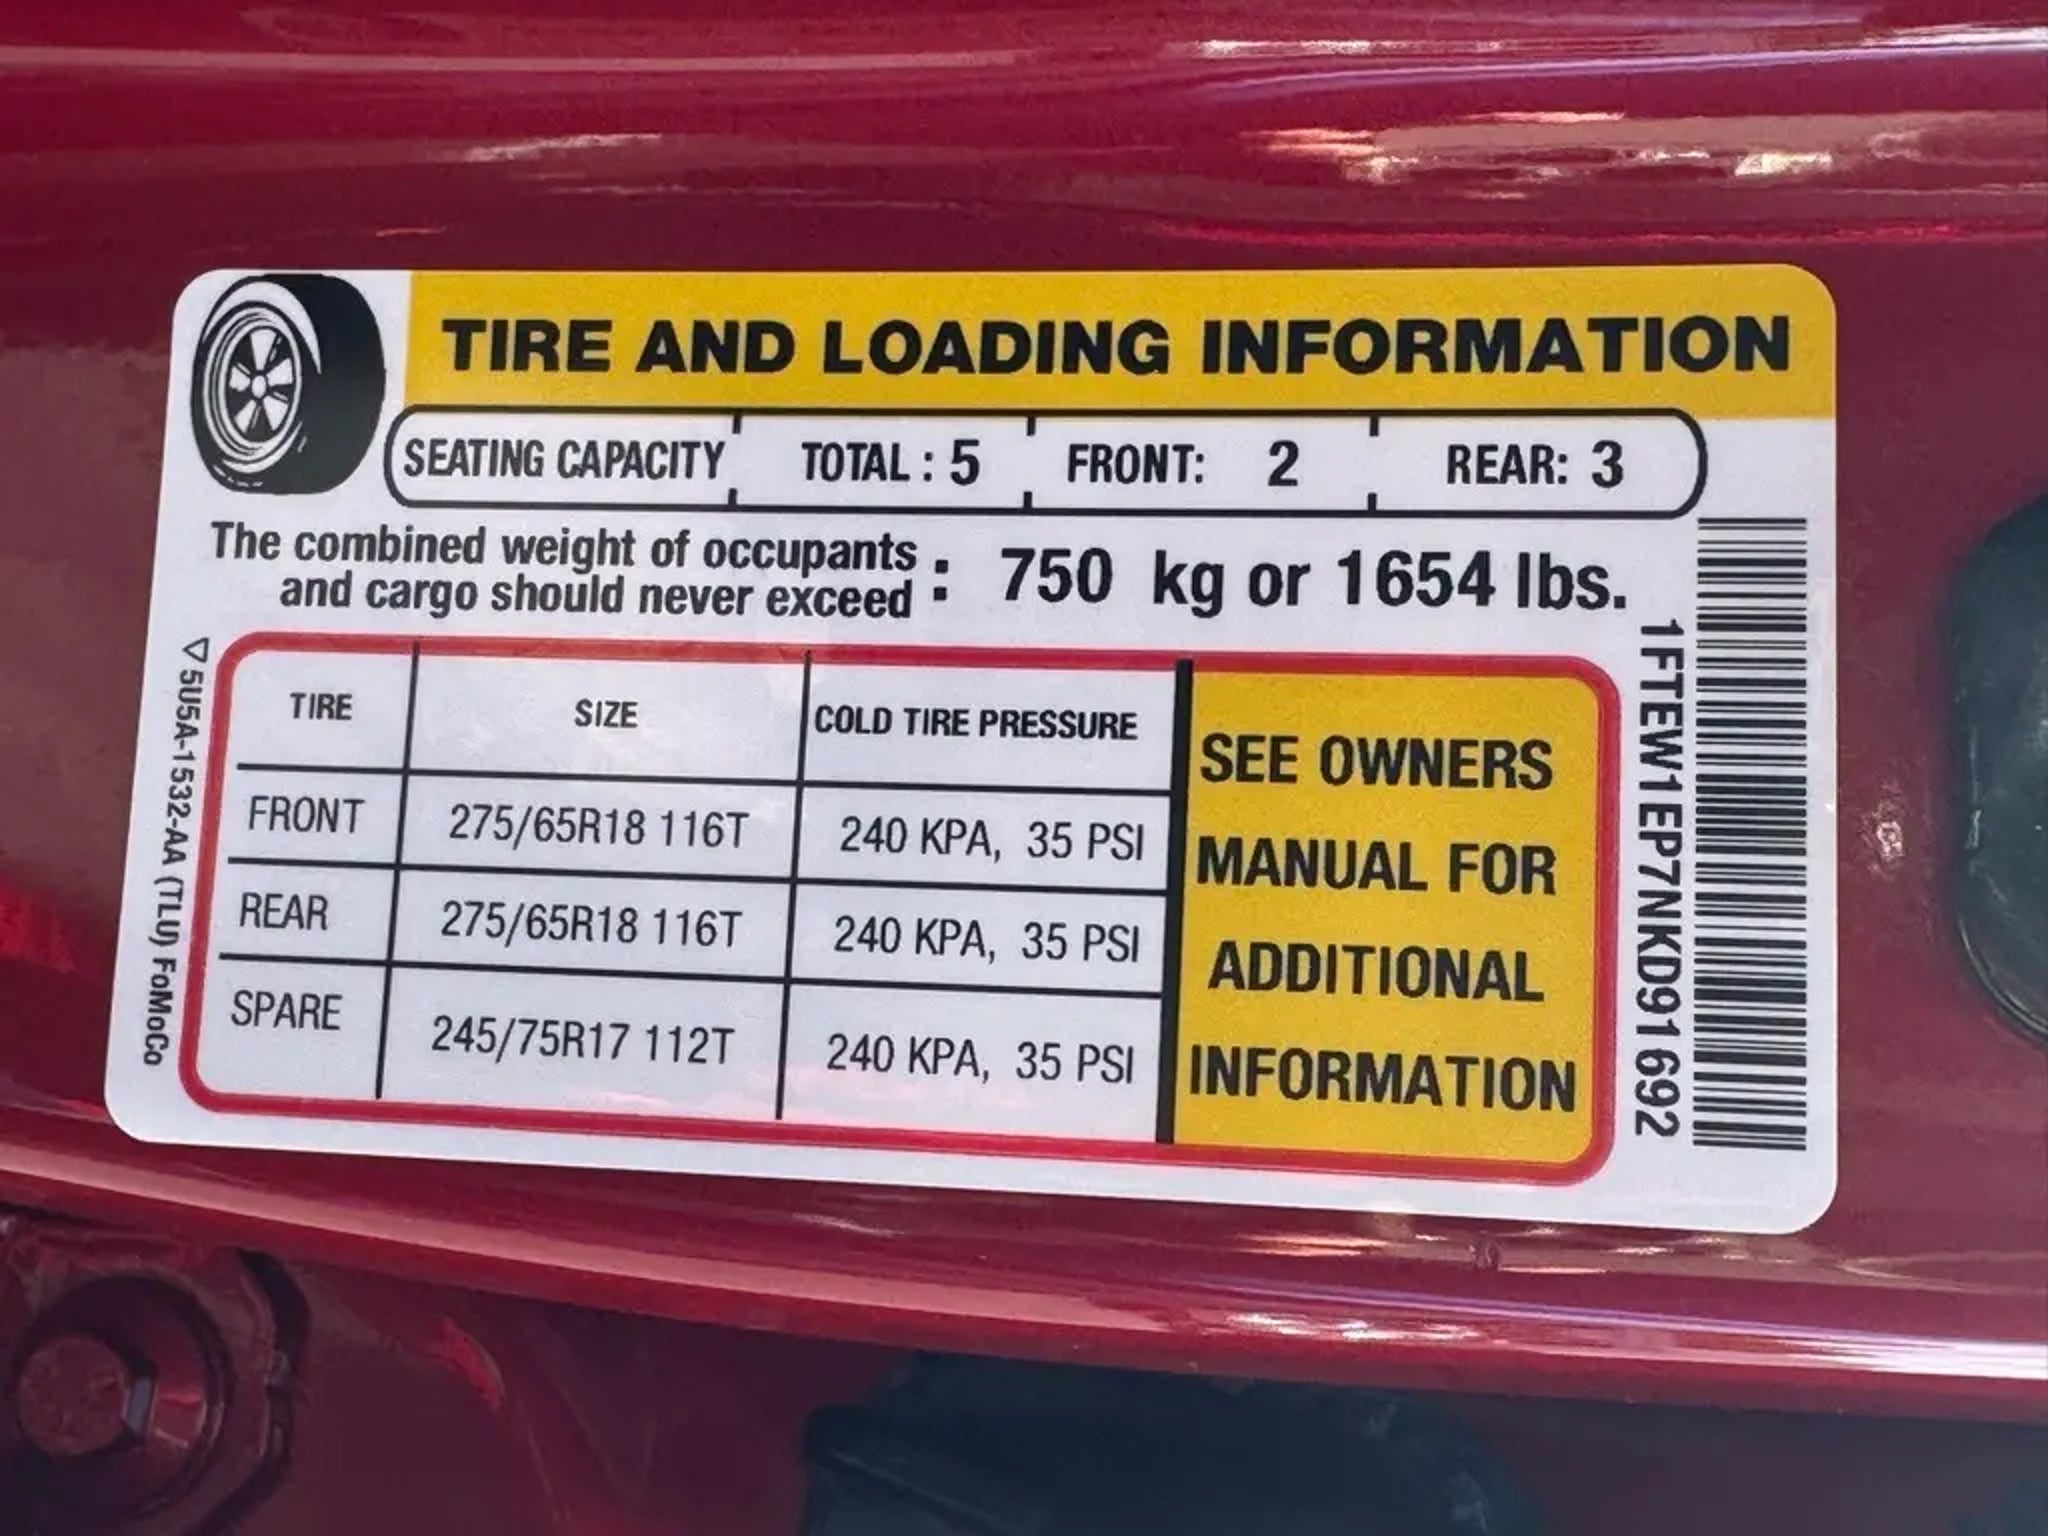 TIRE AND LOADING INFORMATION
SEATING CAPACITY TOTAL : 5 FRONT: 2 REAR: 3
The combined weight of occupants
and cargo should never exceed : 750 kg or 1654 lbs.
TIRE SIZE COLD TIRE PRESSURE
FRONT 275/65R18 116T 240 KPA, 35 PSI
REAR 275/65R18 116T 240 KPA, 35 PSI
SPARE 245/75R17 112T 240 KPA, 35 PSI
SEE OWNERS
MANUAL FOR
ADDITIONAL
INFORMATION
5U5A-1532-AA (TLU) FoMoCo
1FTEW1EP7NKD91692